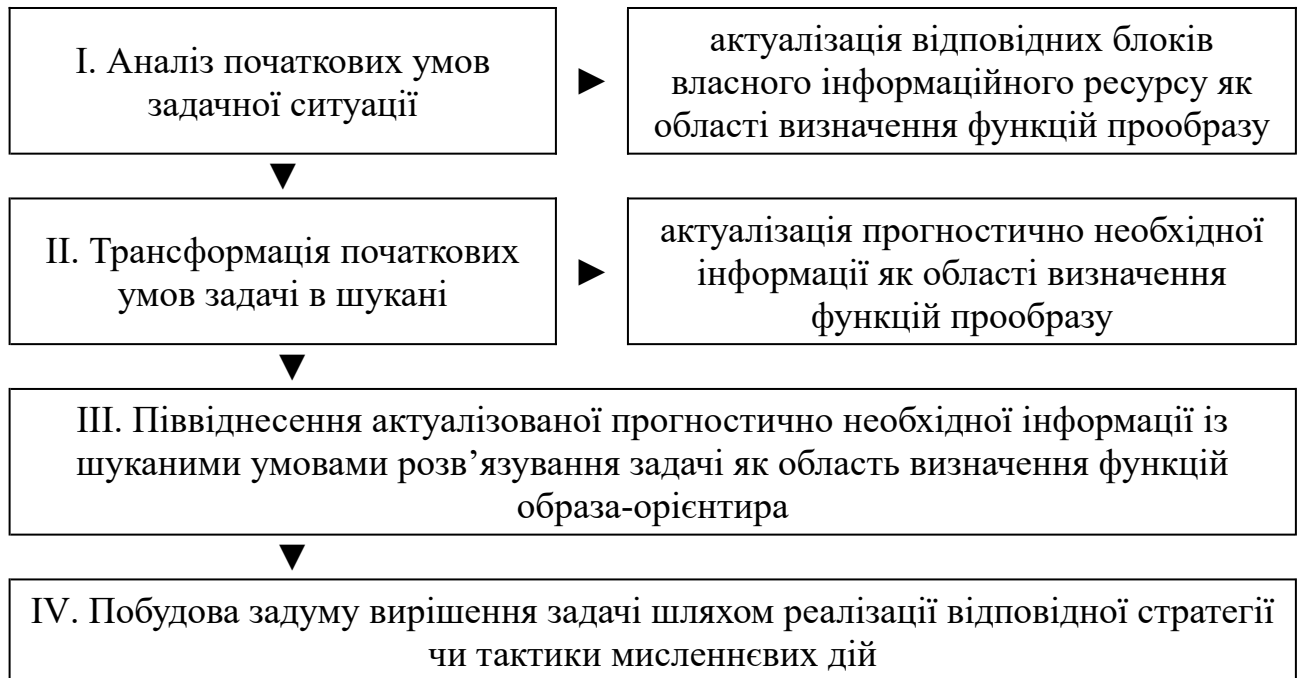 I. Аналіз початкових умов
задачної ситуації
►
актуалізація відповідних блоків
власного інформаційного ресурсу як
області визначення функцій прообразу
▼
II. Трансформація початкових
умов задачі в шукані
►
актуалізація прогностично необхідної
інформації як області визначення
функцій прообразу
▼
III. Піввіднесення актуалізованої прогностично необхідної інформації із
шуканими умовами розв’язування задачі як область визначення функцій
образа-орієнтира
▼
IV. Побудова задуму вирішення задачі шляхом реалізації відповідної стратегії
чи тактики мисленнєвих дій